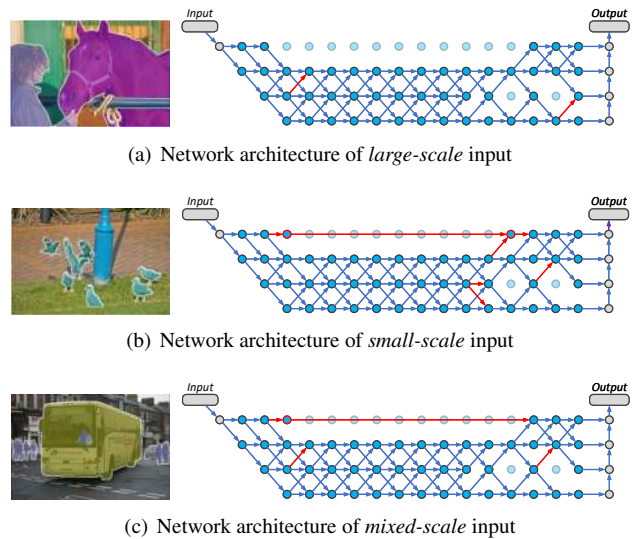 Input
Output
(a) Network architecture of large-scale input
Input
Output
(b) Network architecture of small-scale input
Input
Output
(c) Network architecture of mixed-scale input